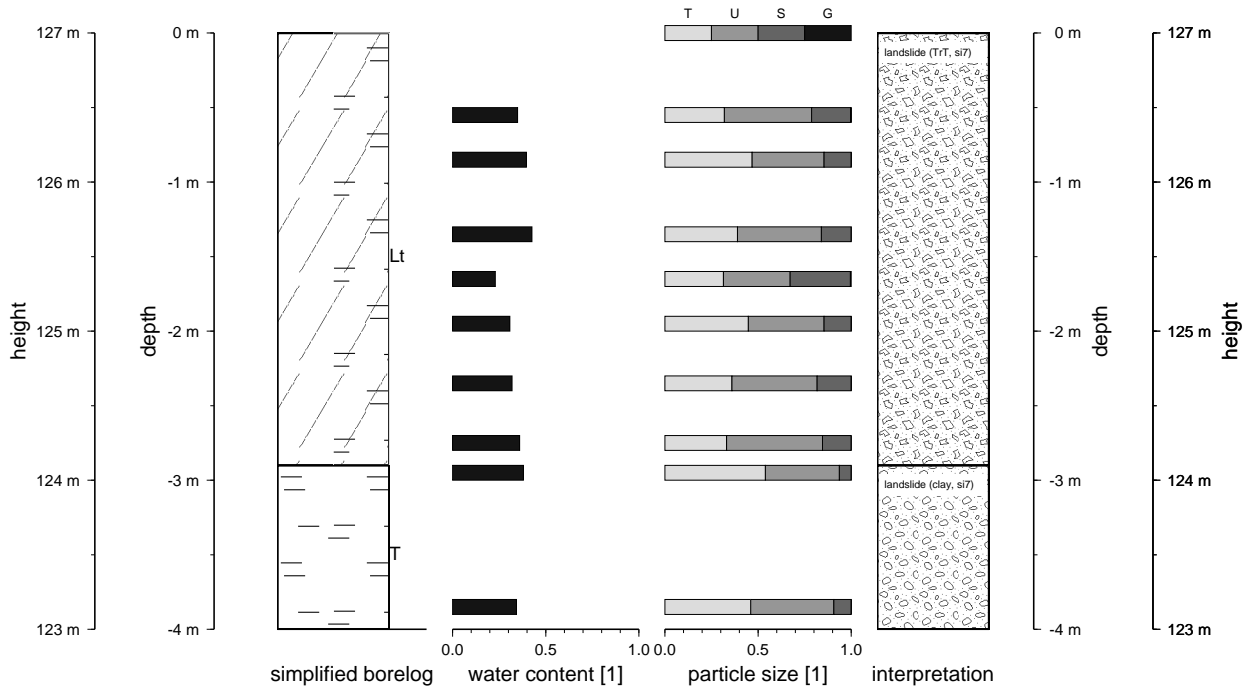 T U S G
127 m 0 m 0 m 127 m
landslide (TrT, si7)
126 m -1 m -1 m 126 m
Lt
125 m -2 m -2 m 125 m
height depth depth height
124 m -3 m -3 m 124 m
landslide (clay, si7)
T
123 m -4 m -4 m 123 m
0.0 0.5 1.0 0.0 0.5 1.0
simplified borelog water content [1] particle size [1] interpretation